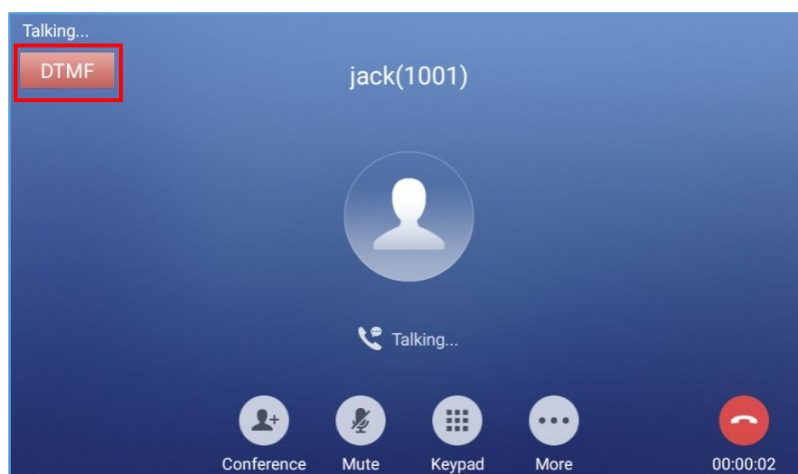 Talking...
DTMF
jack(1001)
Talking...
Conference Mute Keypad More 00:00:02